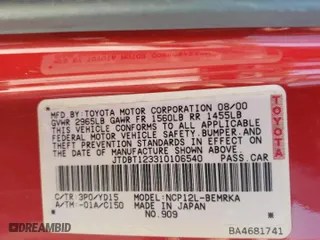 MFD. BY TOYOTA MOTOR CORPORATION 08/00
GVWR 2965LB GAWR FR 1560LB RR 1455LB
THIS VEHICLE CONFORMS TO ALL APPLICABLE
FEDERAL MOTOR VEHICLE SAFETY, BUMPER, AND
THEFT PREVENTION STANDARDS IN EFFECT ON
THE DATE OF MANUFACTURE SHOWN ABOVE.
JTDBT123310106540 PASS. CAR
C/TR: 3P0/YD15 MODEL: NCP12L-BEMRKA
A/TM: -01A/C150 MADE IN JAPAN
NO.909
BA4681741
AUTOHELPERBOT.COM